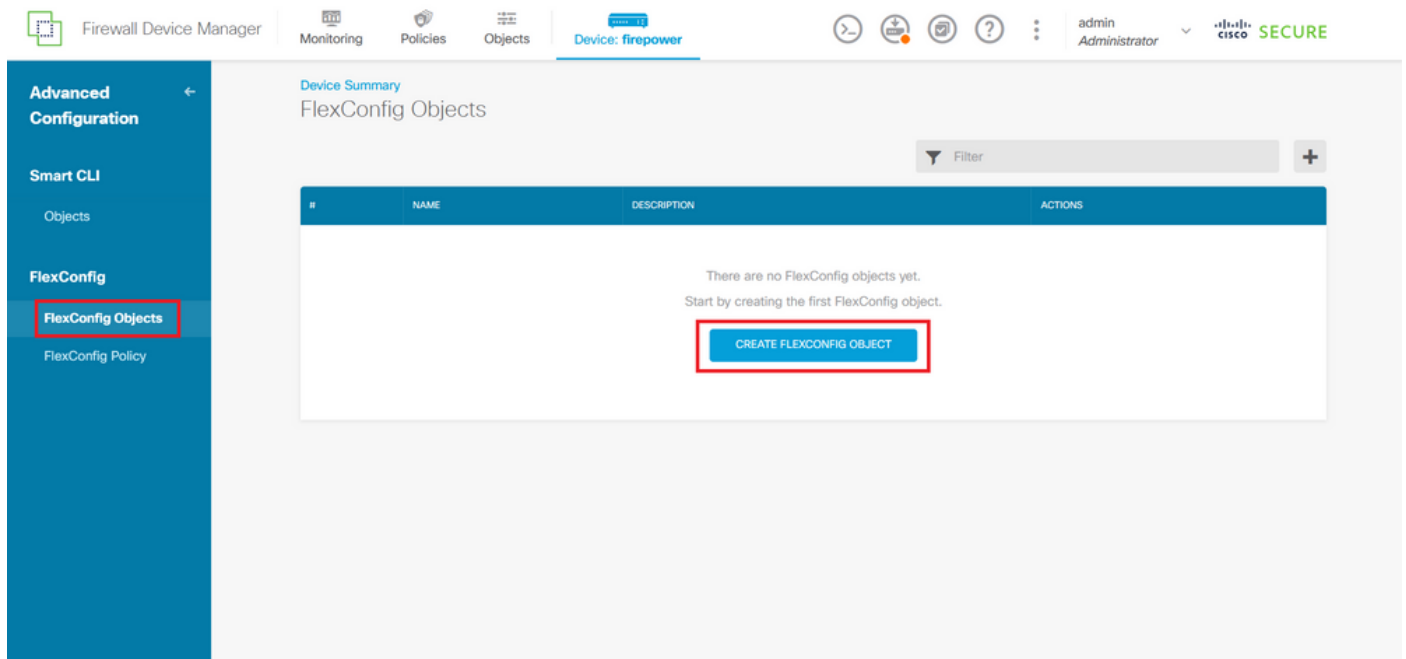 Firewall Device Manager
Monitoring
Policies
Objects
Device: firepower
admin
Administrator
CISCO SECURE
Advanced
Configuration
Smart CLI
Objects
FlexConfig
FlexConfig Objects
FlexConfig Policy
Device Summary
FlexConfig Objects
Filter
# NAME DESCRIPTION ACTIONS
There are no FlexConfig objects yet.
Start by creating the first FlexConfig object.
CREATE FLEXCONFIG OBJECT